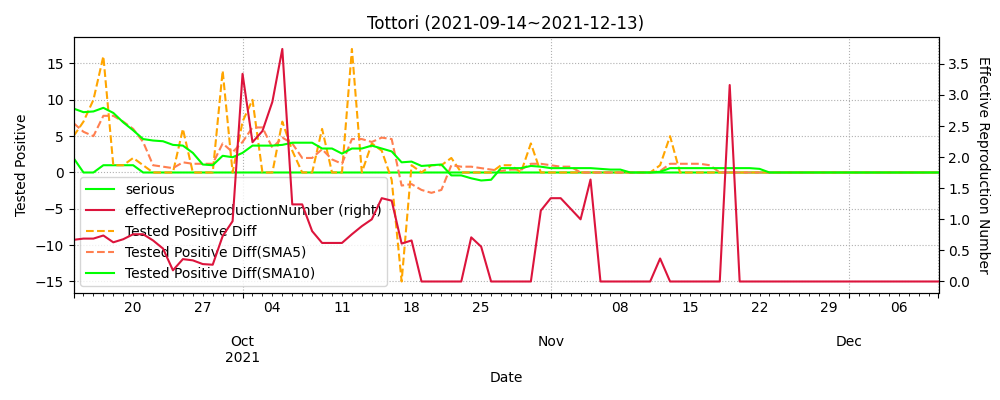 Tottori (2021-09-14~2021-12-13)
15
10
5
0
−5
−10
−15
Tested Positive
3.5
3.0
2.5
2.0
1.5
1.0
0.5
0.0
Effective Reproduction Number
serious
effectiveReproductionNumber (right)
Tested Positive Diff
Tested Positive Diff(SMA5)
Tested Positive Diff(SMA10)
20 27 04 11 18 25 08 15 22 29 06
Oct Nov Dec
2021
Date